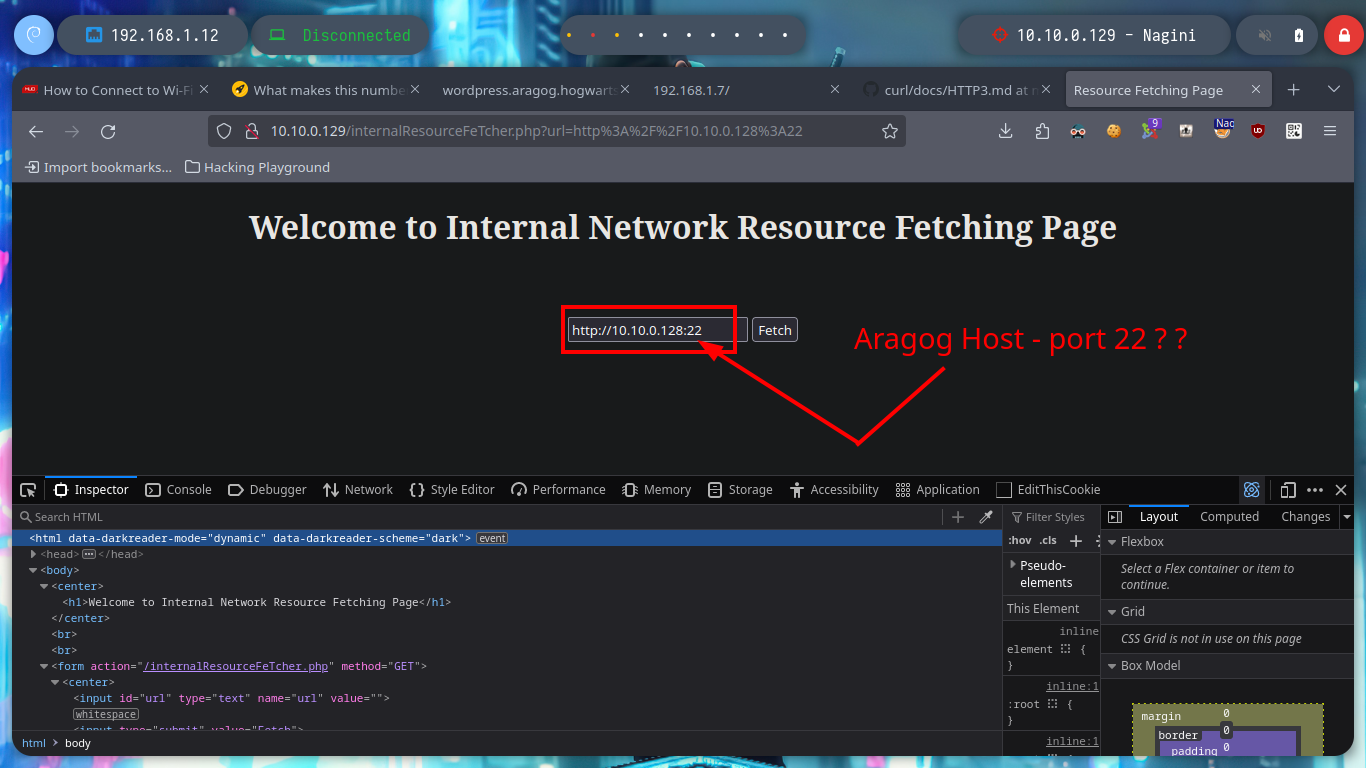 192.168.1.12
Disconnected
10.10.0.129 - Nagini
How to Connect to Wi-Fi
What makes this numbe
wordpress.aragog.hogwarts
192.168.1.7/
curl/docs/HTTP3.md at m
Resource Fetching Page
10.10.0.129/internalResourceFeTcher.php?url=http%3A%2F%2F10.10.0.128%3A22
9
Nac
UD
Import bookmarks...
Hacking Playground
Welcome to Internal Network Resource Fetching Page
http://10.10.0.128:22
Fetch
Aragog Host - port 22 ? ?
Inspector
Console
Debugger
Network
Style Editor
Performance
Memory
Storage
Accessibility
Application
EditThisCookie
Search HTML
Filter Styles
Layout
Computed
Changes
<html data-darkreader-mode="dynamic" data-darkreader-scheme="dark"> event
<head> ... </head>
<body>
<center>
<h1>Welcome to Internal Network Resource Fetching Page</h1>
</center>
<br>
<br>
<form action="/internalResourceFeTcher.php" method="GET">
<center>
<input id="url" type="text" name="url" value="">
whitespace
<input type="submit" value="Fetch">
html > body
:hov .cls
Pseudo-
elements
This Element
inline
element {
}
inline:1
:root {
}
inline:1
Flexbox
Select a Flex container or item to
continue.
Grid
CSS Grid is not in use on this page
Box Model
margin 0
border 0
padding 0